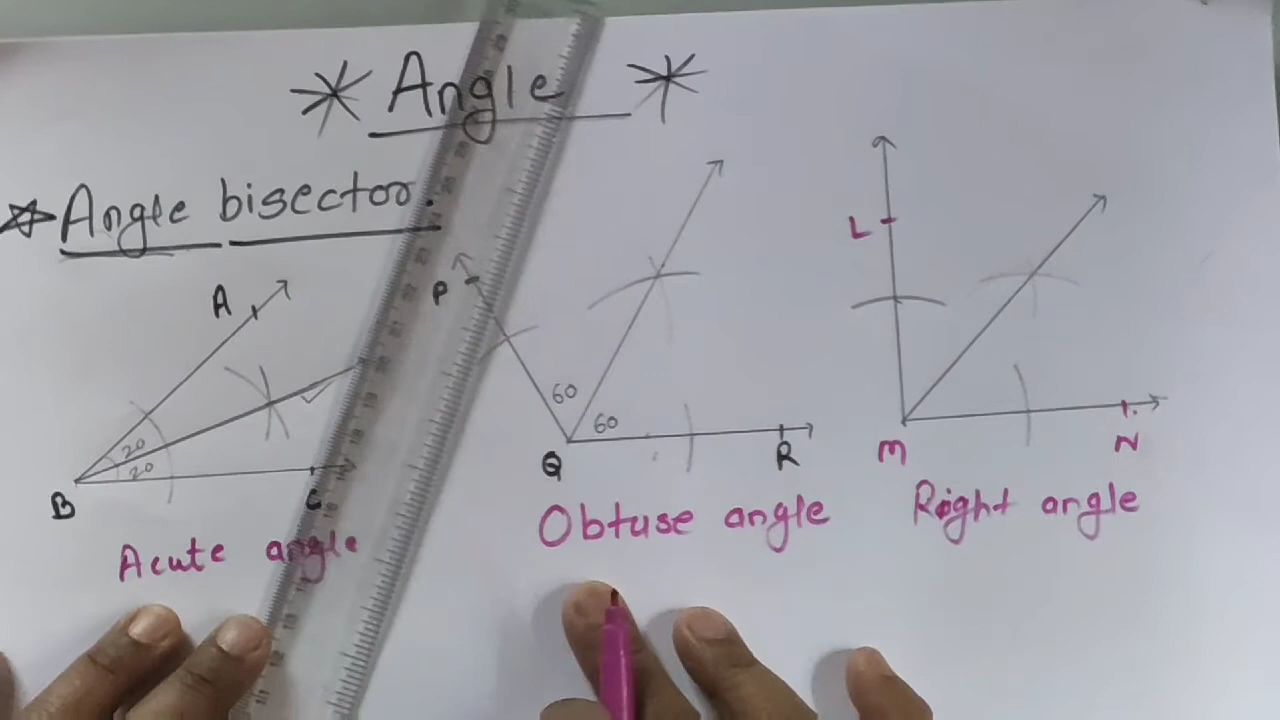 * Angle *
☆ Angle bisector.
A
B
C
20
20
Acute angle
P
Q
R
60
60
Obtuse angle
L
M
N
Right angle